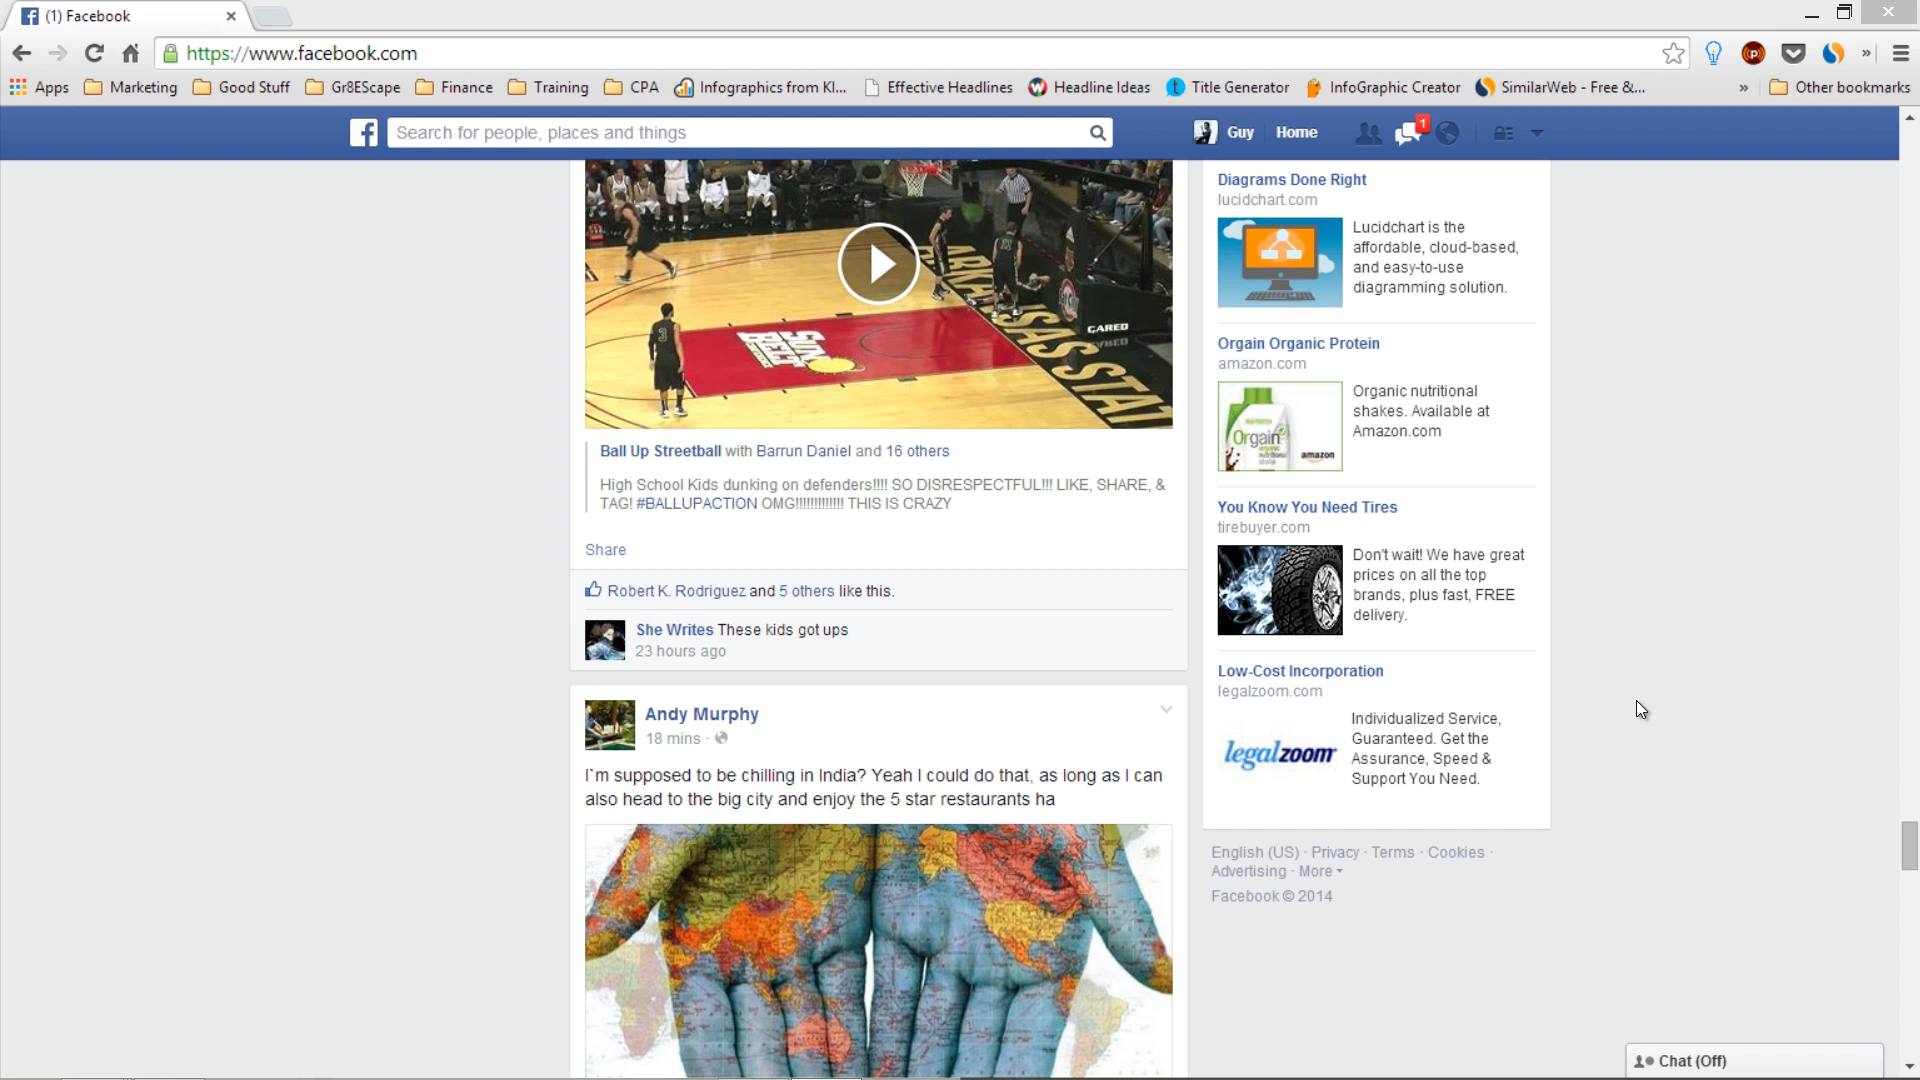 (1) Facebook
https://www.facebook.com
Apps Marketing Good Stuff Gr8EScape Finance Training CPA Infographics from Kl... Effective Headlines Headline Ideas Title Generator InfoGraphic Creator SimilarWeb - Free &... » Other bookmarks
Search for people, places and things
Guy Home 1
SUN BELT
ARKANSAS STAT
GARED
3
Ball Up Streetball with Barrun Daniel and 16 others
High School Kids dunking on defenders!!!! SO DISRESPECTFUL!!! LIKE, SHARE, &
TAG! #BALLUPACTION OMG!!!!!!!!!!!!!! THIS IS CRAZY
Share
Robert K. Rodriguez and 5 others like this.
She Writes These kids got ups
23 hours ago
Andy Murphy
18 mins ·
I`m supposed to be chilling in India? Yeah I could do that, as long as I can
also head to the big city and enjoy the 5 star restaurants ha
Diagrams Done Right
lucidchart.com
Lucidchart is the
affordable, cloud-based,
and easy-to-use
diagramming solution.
Orgain Organic Protein
amazon.com
Orgain
amazon
Organic nutritional
shakes. Available at
Amazon.com
You Know You Need Tires
tirebuyer.com
Don't wait! We have great
prices on all the top
brands, plus fast, FREE
delivery.
Low-Cost Incorporation
legalzoom.com
legalzoom
Individualized Service,
Guaranteed. Get the
Assurance, Speed &
Support You Need.
English (US) · Privacy · Terms · Cookies ·
Advertising · More
Facebook © 2014
Chat (Off)